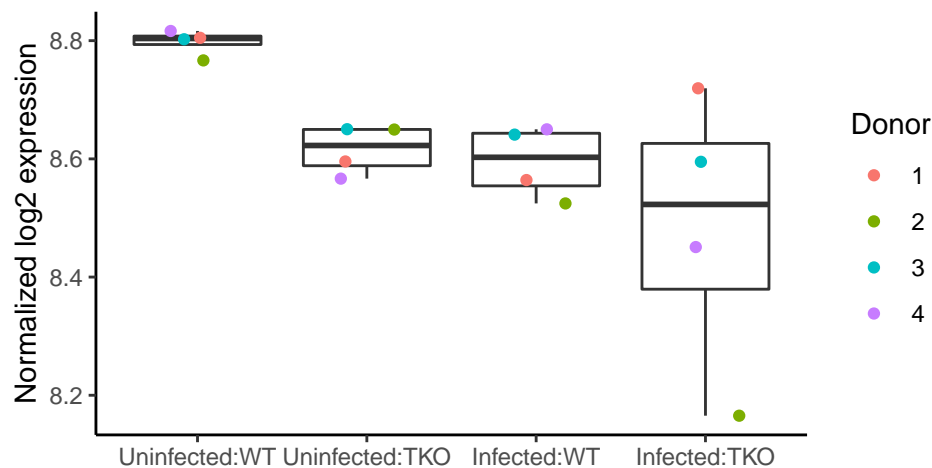 Normalized log2 expression
8.8
8.6
8.4
8.2
Uninfected:WT
Uninfected:TKO
Infected:WT
Infected:TKO
Donor
1
2
3
4